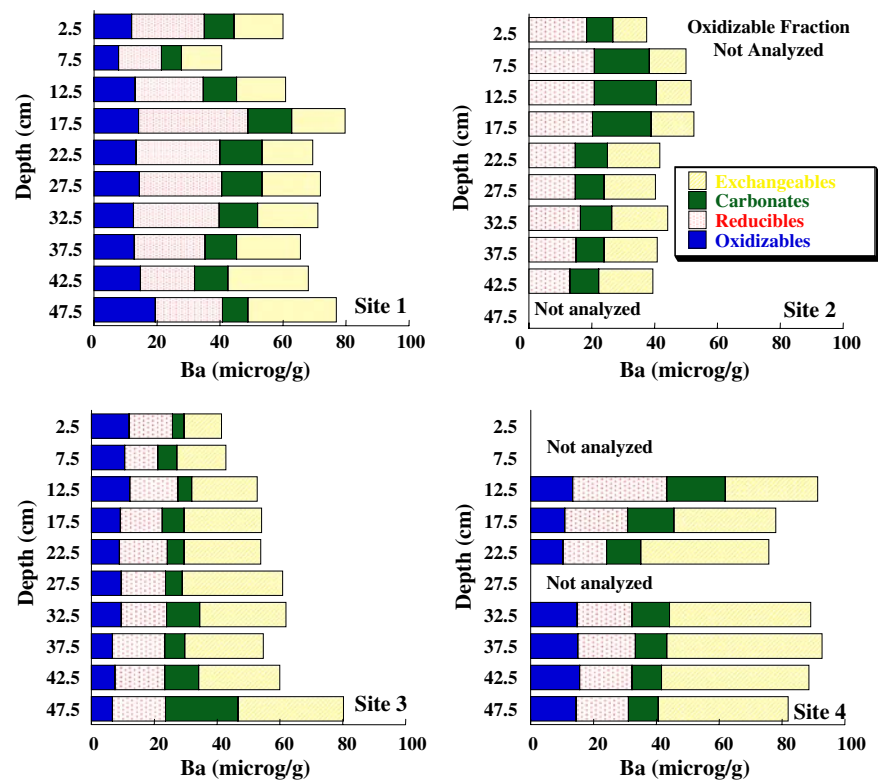 2.5
7.5
12.5
17.5
22.5
27.5
32.5
37.5
42.5
47.5
Depth (cm)
Site 1
0 20 40 60 80 100
Ba (microg/g)
2.5
7.5
12.5
17.5
22.5
27.5
32.5
37.5
42.5
47.5
Depth (cm)
Oxidizable Fraction
Not Analyzed
Exchangeables
Carbonates
Reducibles
Oxidizables
Not analyzed
Site 2
0 20 40 60 80 100
Ba (microg/g)
2.5
7.5
12.5
17.5
22.5
27.5
32.5
37.5
42.5
47.5
Depth (cm)
Site 3
0 20 40 60 80 100
Ba (microg/g)
2.5
7.5
12.5
17.5
22.5
27.5
32.5
37.5
42.5
47.5
Depth (cm)
Not analyzed
Not analyzed
Site 4
0 20 40 60 80 100
Ba (microg/g)